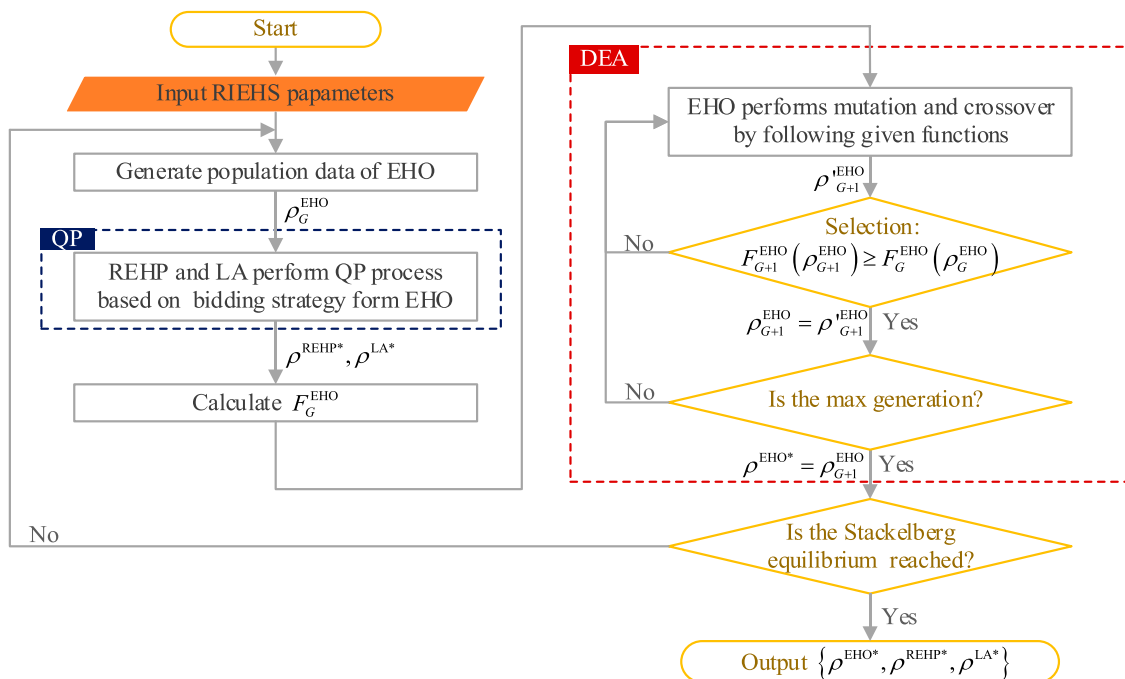 Start
Input RIEHS papameters
Generate population data of EHO
ρ_G^EHO
QP
REHP and LA perform QP process
based on bidding strategy form EHO
ρ^REHP*, ρ^LA*
Calculate F_G^EHO
DEA
EHO performs mutation and crossover
by following given functions
ρ'_{G+1}^EHO
Selection:
F_{G+1}^EHO(ρ_{G+1}^EHO) ≥ F_G^EHO(ρ_G^EHO)
No
ρ_{G+1}^EHO = ρ'_{G+1}^EHO Yes
Is the max generation?
No
ρ^EHO* = ρ_{G+1}^EHO Yes
Is the Stackelberg
equilibrium reached?
No
Yes
Output {ρ^EHO*, ρ^REHP*, ρ^LA*}